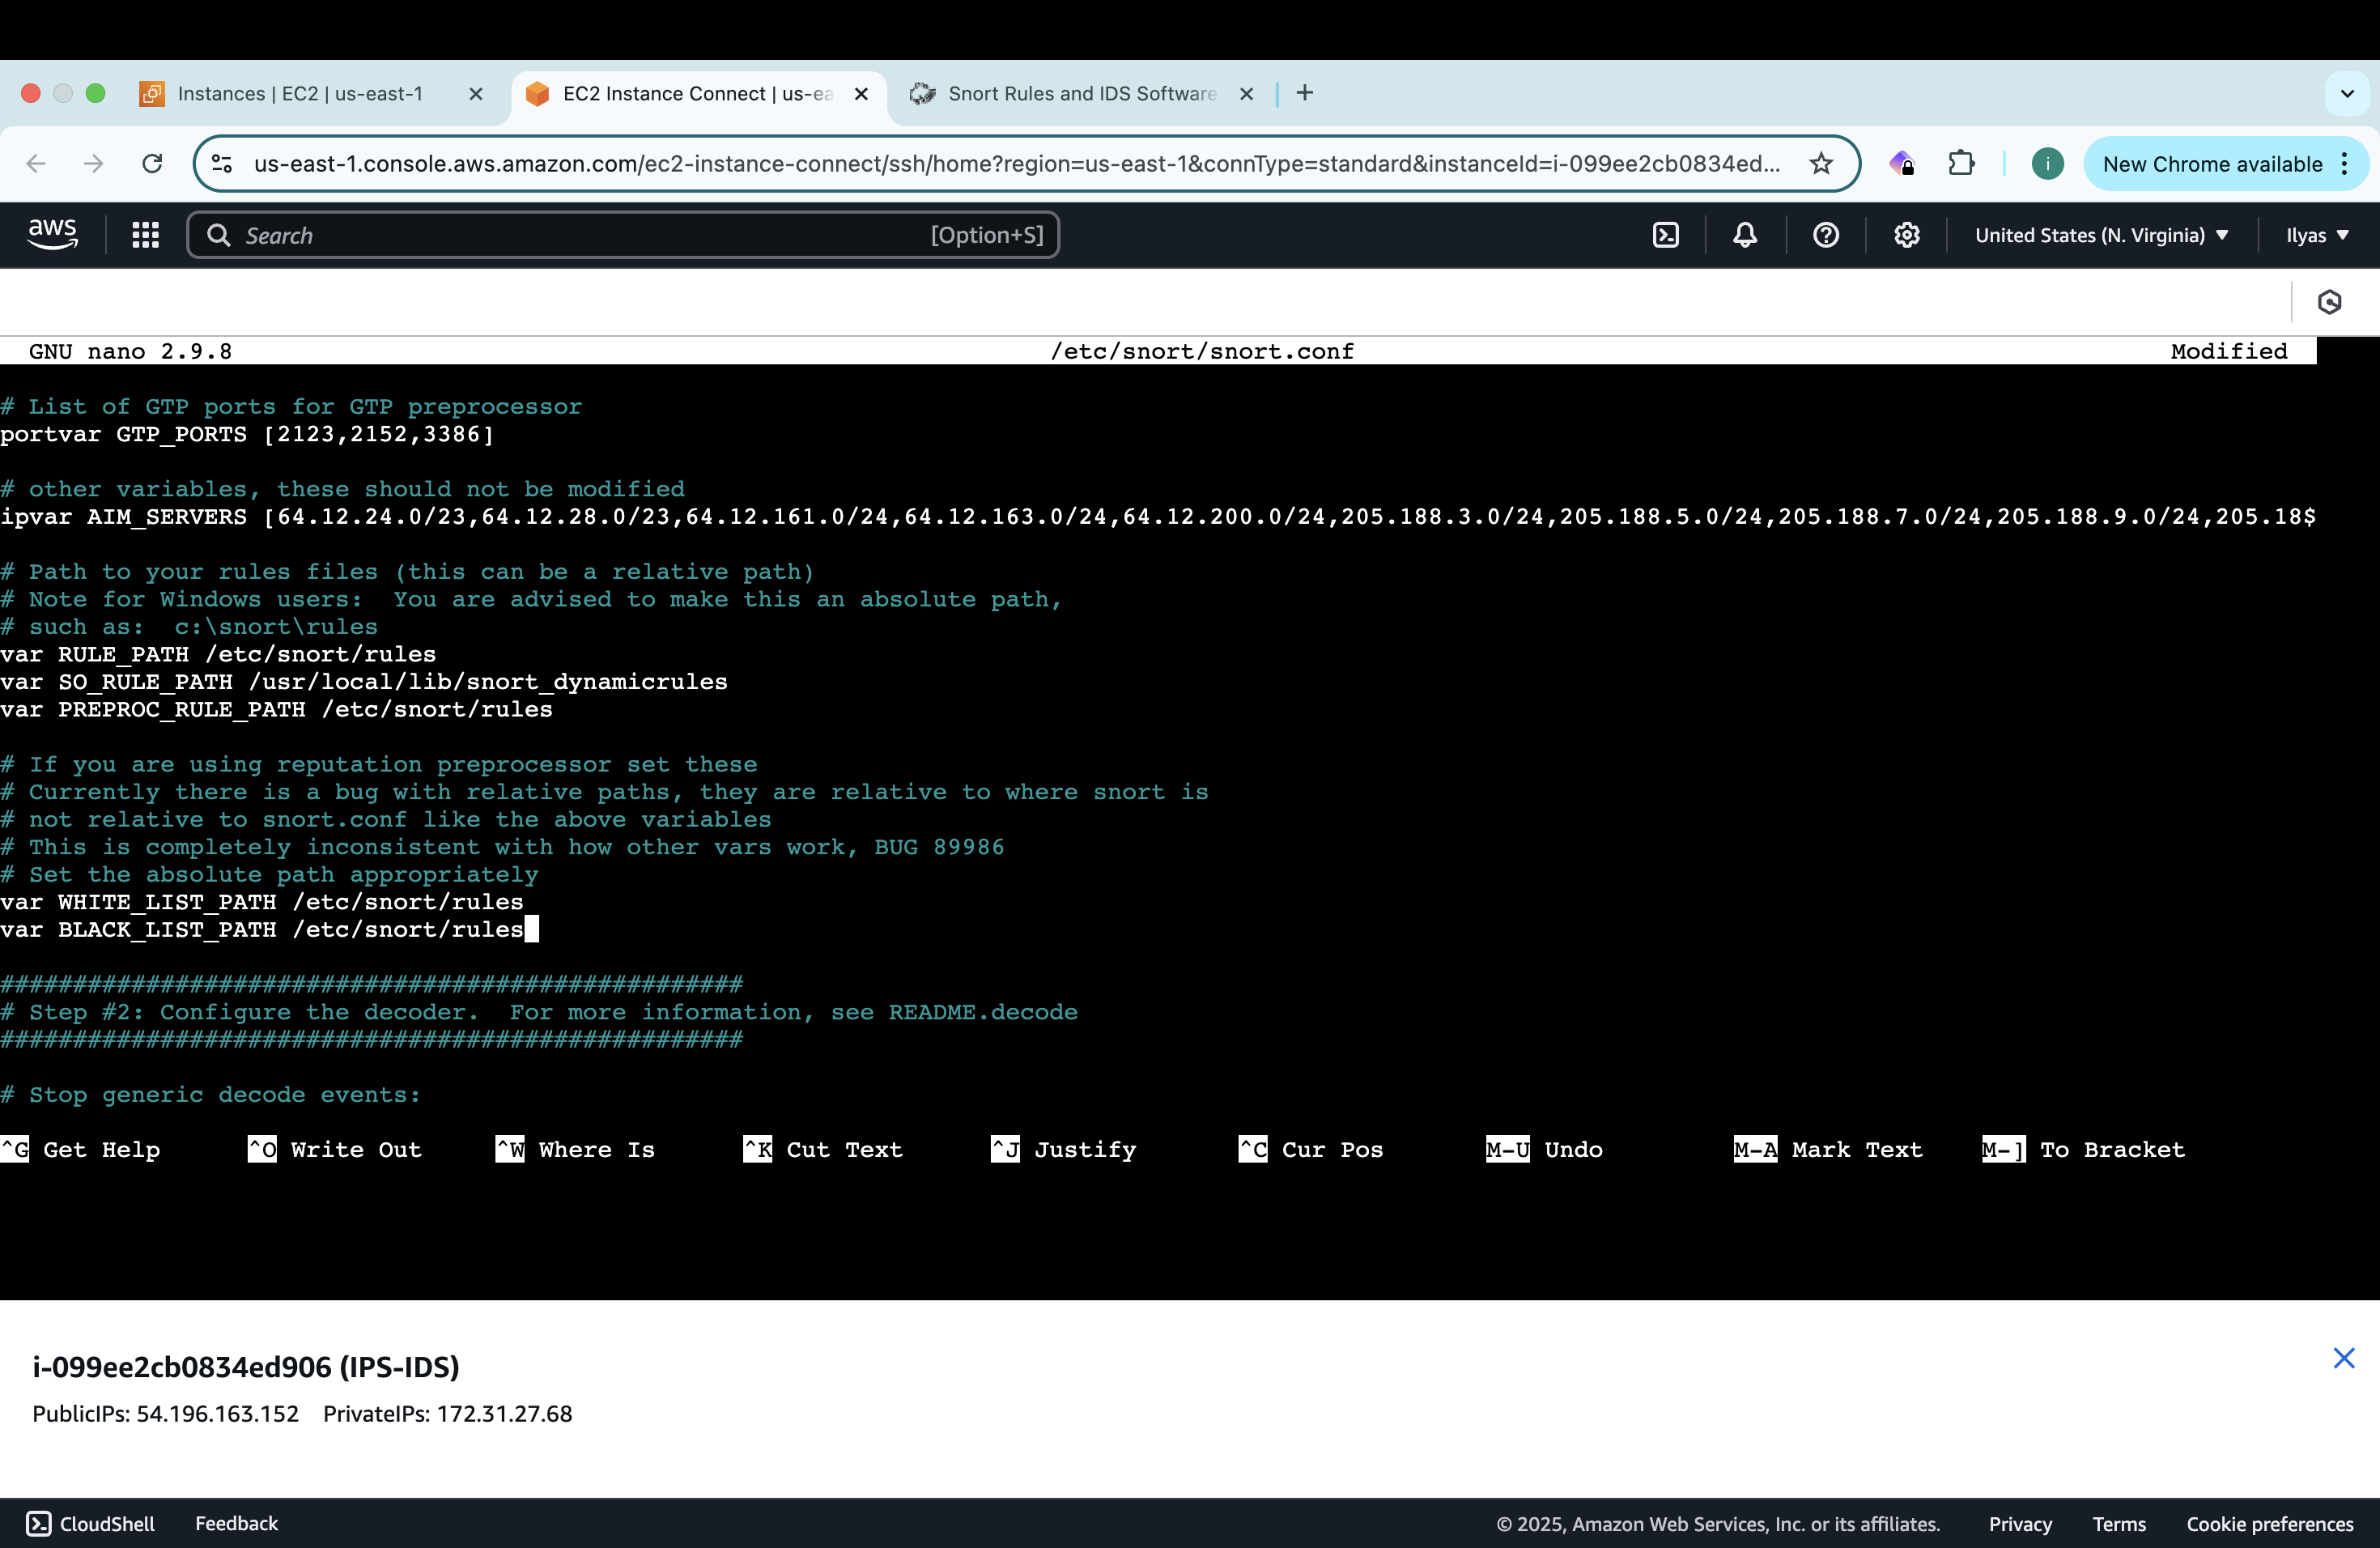 Instances | EC2 | us-east-1
EC2 Instance Connect | us-ea
Snort Rules and IDS Software
us-east-1.console.aws.amazon.com/ec2-instance-connect/ssh/home?region=us-east-1&connType=standard&instanceId=i-099ee2cb0834ed...
i
New Chrome available
aws
Search
[Option+S]
United States (N. Virginia)
Ilyas
GNU nano 2.9.8 /etc/snort/snort.conf Modified
# List of GTP ports for GTP preprocessor
portvar GTP_PORTS [2123,2152,3386]
# other variables, these should not be modified
ipvar AIM_SERVERS [64.12.24.0/23,64.12.28.0/23,64.12.161.0/24,64.12.163.0/24,64.12.200.0/24,205.188.3.0/24,205.188.5.0/24,205.188.7.0/24,205.188.9.0/24,205.18$
# Path to your rules files (this can be a relative path)
# Note for Windows users:  You are advised to make this an absolute path,
# such as:  c:\snort\rules
var RULE_PATH /etc/snort/rules
var SO_RULE_PATH /usr/local/lib/snort_dynamicrules
var PREPROC_RULE_PATH /etc/snort/rules
# If you are using reputation preprocessor set these
# Currently there is a bug with relative paths, they are relative to where snort is
# not relative to snort.conf like the above variables
# This is completely inconsistent with how other vars work, BUG 89986
# Set the absolute path appropriately
var WHITE_LIST_PATH /etc/snort/rules
var BLACK_LIST_PATH /etc/snort/rules
###################################################
# Step #2: Configure the decoder.  For more information, see README.decode
###################################################
# Stop generic decode events:
^G Get Help ^O Write Out ^W Where Is ^K Cut Text ^J Justify ^C Cur Pos M-U Undo M-A Mark Text M-] To Bracket
i-099ee2cb0834ed906 (IPS-IDS)
PublicIPs: 54.196.163.152 PrivateIPs: 172.31.27.68
CloudShell
Feedback
© 2025, Amazon Web Services, Inc. or its affiliates.
Privacy
Terms
Cookie preferences